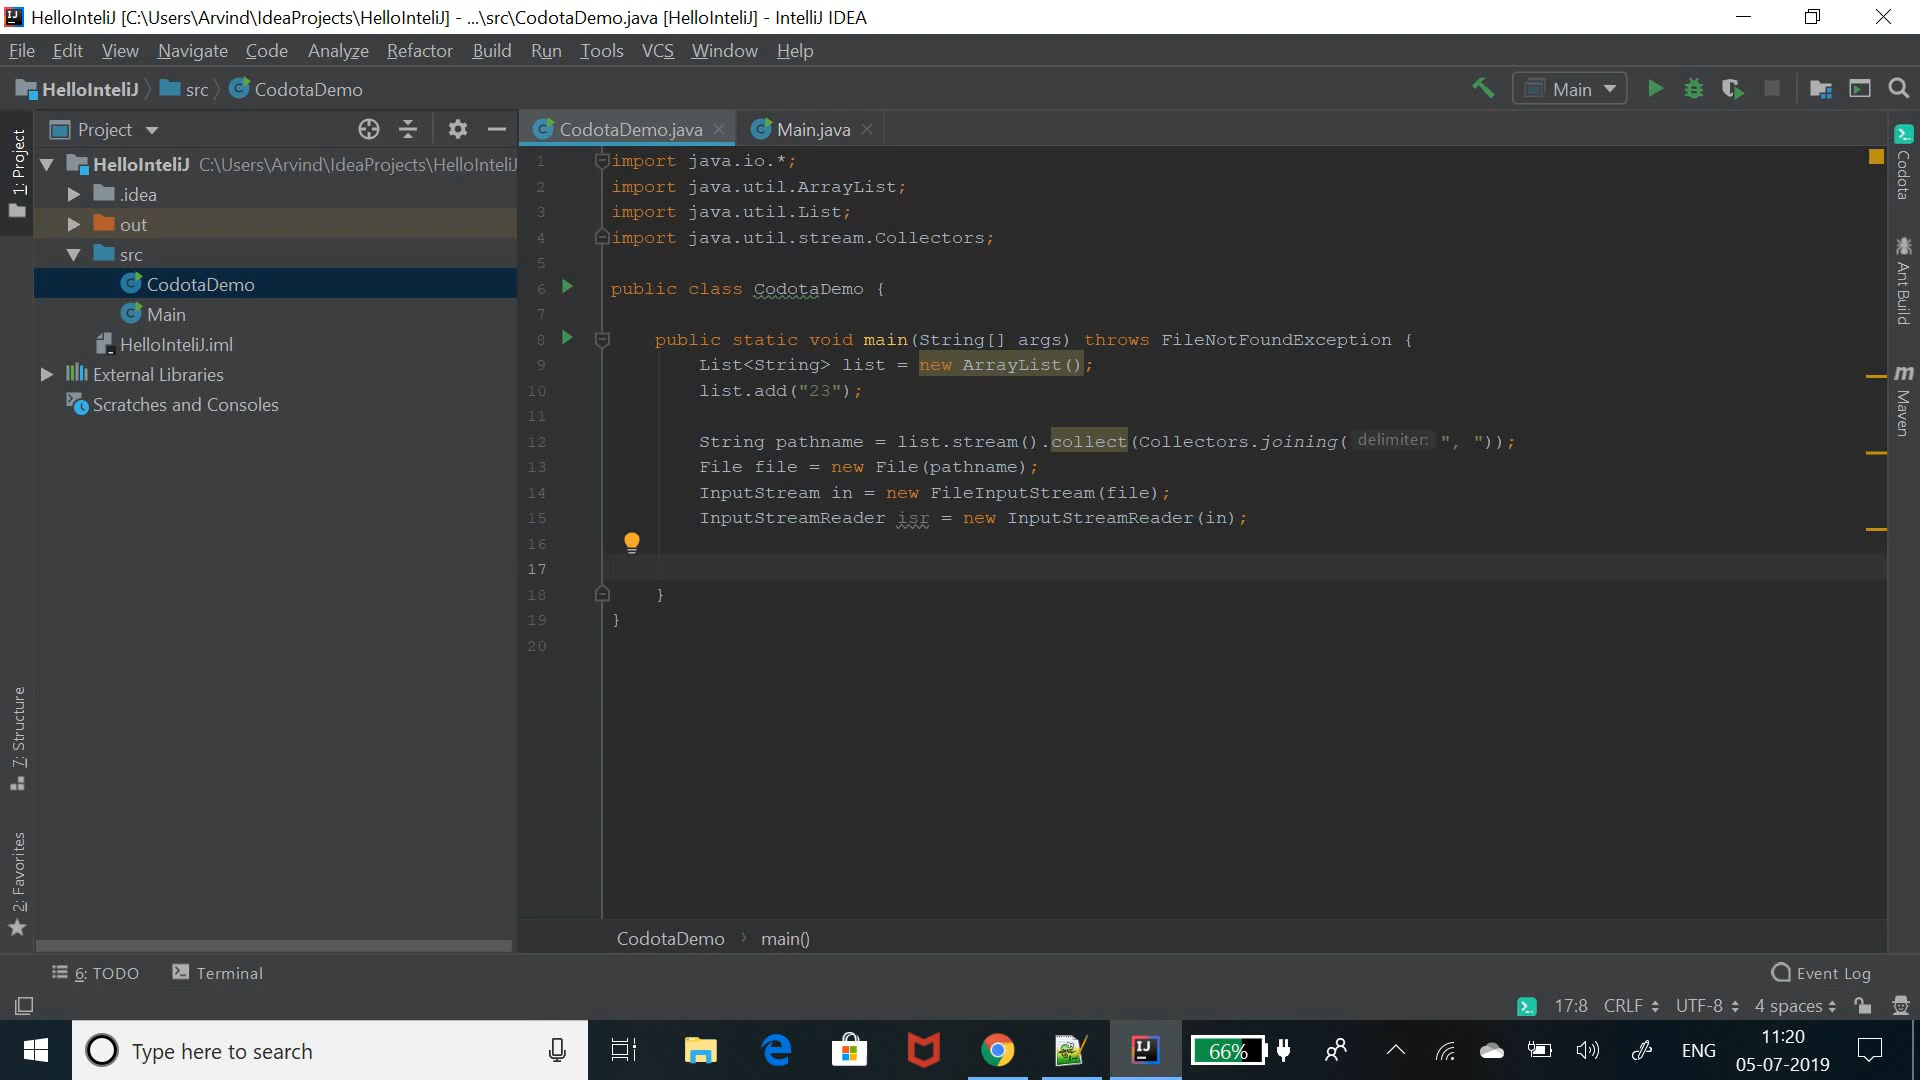 HelloInteliJ [C:\Users\Arvind\IdeaProjects\HelloInteliJ] - ...\src\CodotaDemo.java [HelloInteliJ] - IntelliJ IDEA
File Edit View Navigate Code Analyze Refactor Build Run Tools VCS Window Help
HelloInteliJ src CodotaDemo
Main
Project
CodotaDemo.java
Main.java
1: Project
HelloInteliJ C:\Users\Arvind\IdeaProjects\HelloInteliJ
.idea
out
src
CodotaDemo
Main
HelloInteliJ.iml
External Libraries
Scratches and Consoles
7: Structure
2: Favorites
1 import java.io.*;
2 import java.util.ArrayList;
3 import java.util.List;
4 import java.util.stream.Collectors;
5
6 public class CodotaDemo {
7
8 public static void main(String[] args) throws FileNotFoundException {
9 List<String> list = new ArrayList();
10 list.add("23");
11
12 String pathname = list.stream().collect(Collectors.joining( delimiter: ", "));
13 File file = new File(pathname);
14 InputStream in = new FileInputStream(file);
15 InputStreamReader isr = new InputStreamReader(in);
16
17
18 }
19 }
20
Codota
Ant Build
m Maven
CodotaDemo main()
6: TODO Terminal
Event Log
17:8 CRLF UTF-8 4 spaces
Type here to search
66%
ENG
11:20
05-07-2019